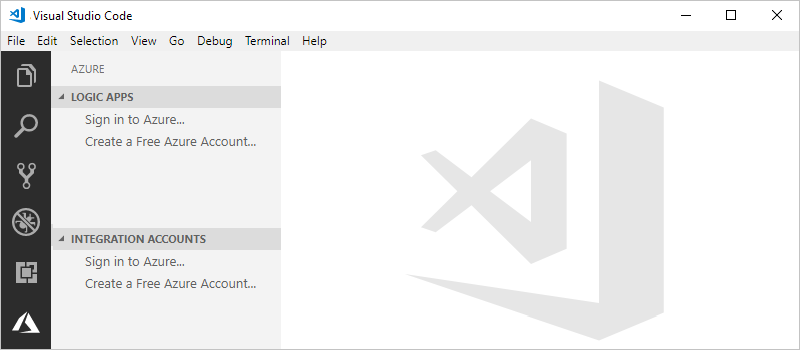 Visual Studio Code
File Edit Selection View Go Debug Terminal Help
AZURE
LOGIC APPS
Sign in to Azure...
Create a Free Azure Account...
INTEGRATION ACCOUNTS
Sign in to Azure...
Create a Free Azure Account...